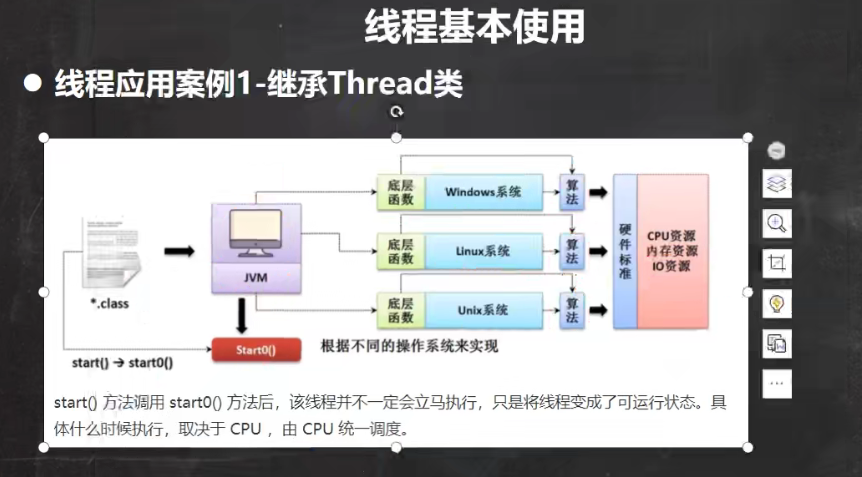 线程基本使用
● 线程应用案例1-继承Thread类
底层函数
Windows系统
算法
底层函数
Linux系统
算法
底层函数
Unix系统
算法
硬件标准
CPU资源
内存资源
IO资源
JVM
*.class
Start0()
根据不同的操作系统来实现
start() → start0()
start() 方法调用 start0() 方法后，该线程并不一定会立马执行，只是将线程变成了可运行状态。具
体什么时候执行，取决于 CPU ，由 CPU 统一调度。